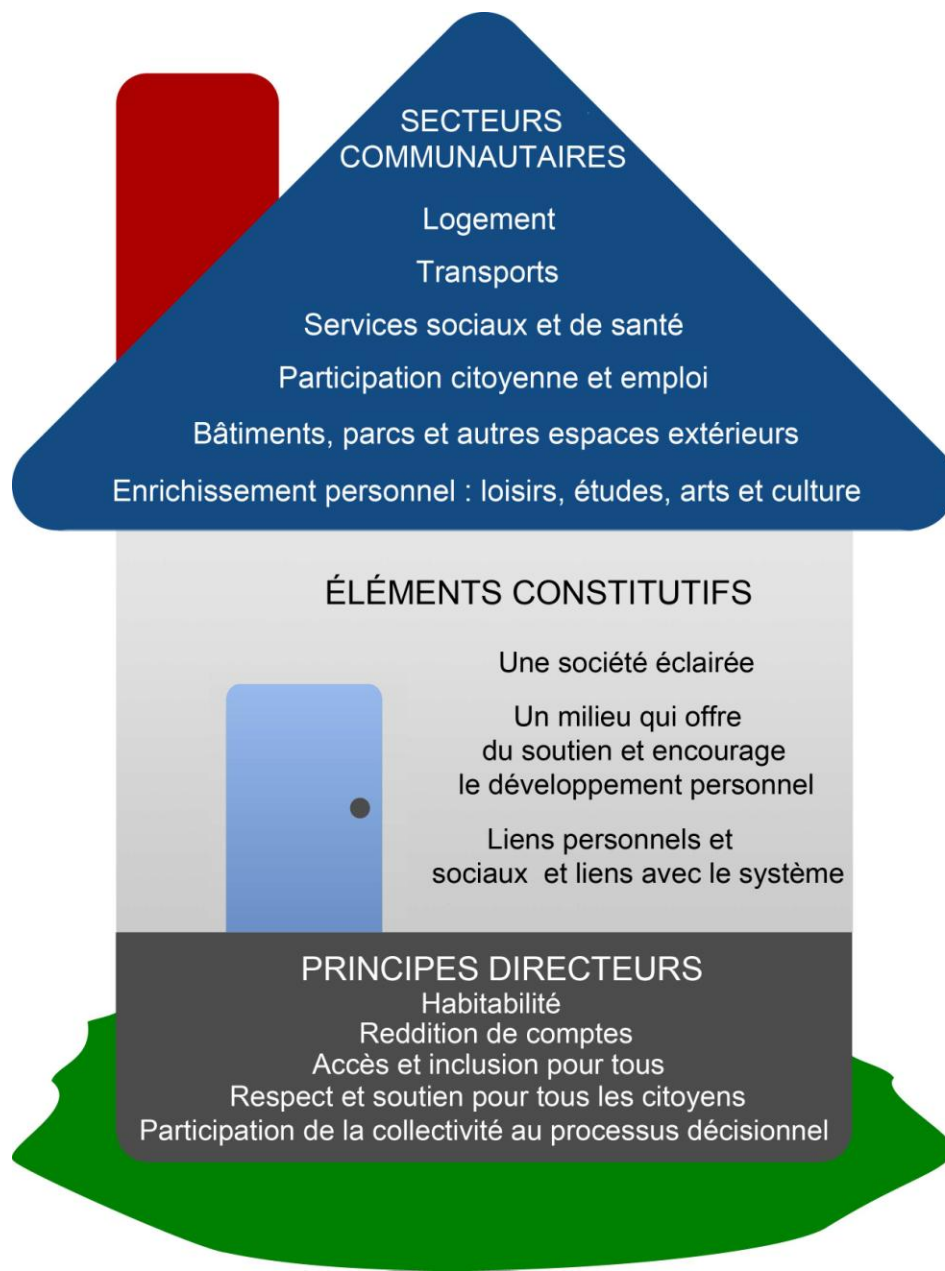 SECTEURS
COMMUNAUTAIRES
Logement
Transports
Services sociaux et de santé
Participation citoyenne et emploi
Bâtiments, parcs et autres espaces extérieurs
Enrichissement personnel : loisirs, études, arts et culture
ÉLÉMENTS CONSTITUTIFS
Une société éclairée
Un milieu qui offre
du soutien et encourage
le développement personnel
Liens personnels et
sociaux et liens avec le système
PRINCIPES DIRECTEURS
Habitabilité
Reddition de comptes
Accès et inclusion pour tous
Respect et soutien pour tous les citoyens
Participation de la collectivité au processus décisionnel